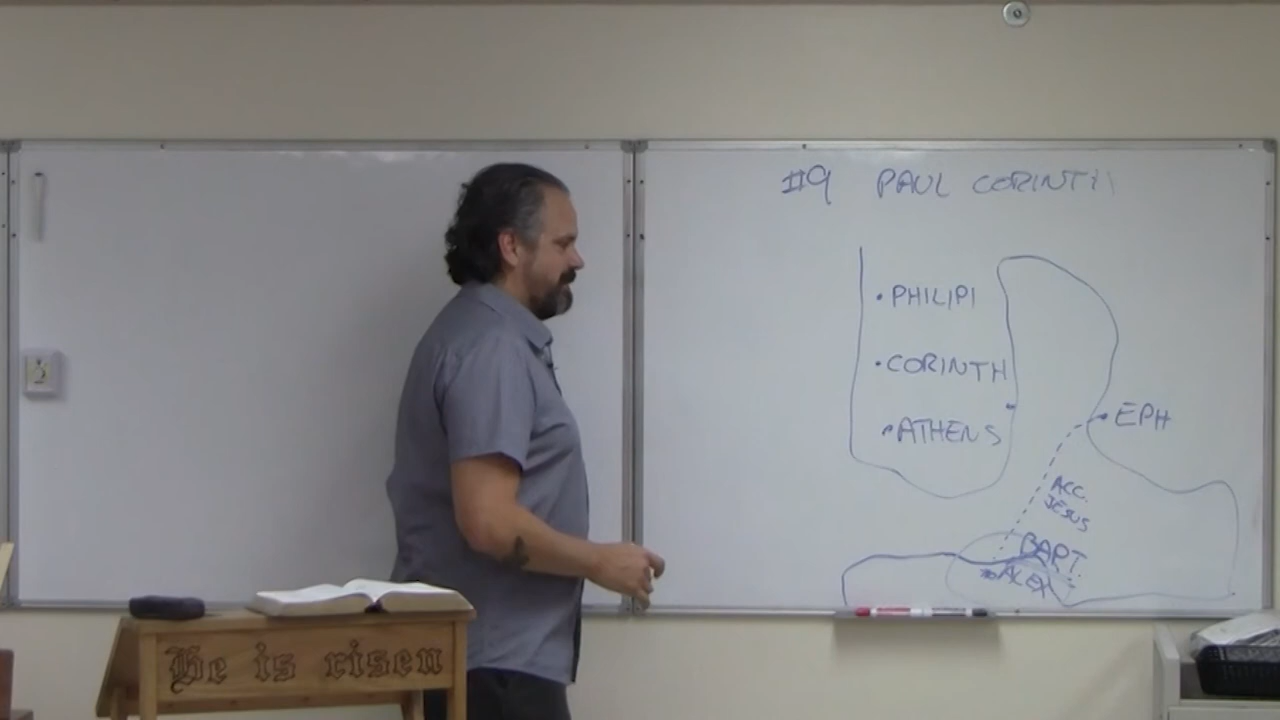 #9 PAUL CORINTH
PHILIPI
CORINTH
ATHENS
EPH
ACC.
JESUS
BAPT.
ALEX
He is risen